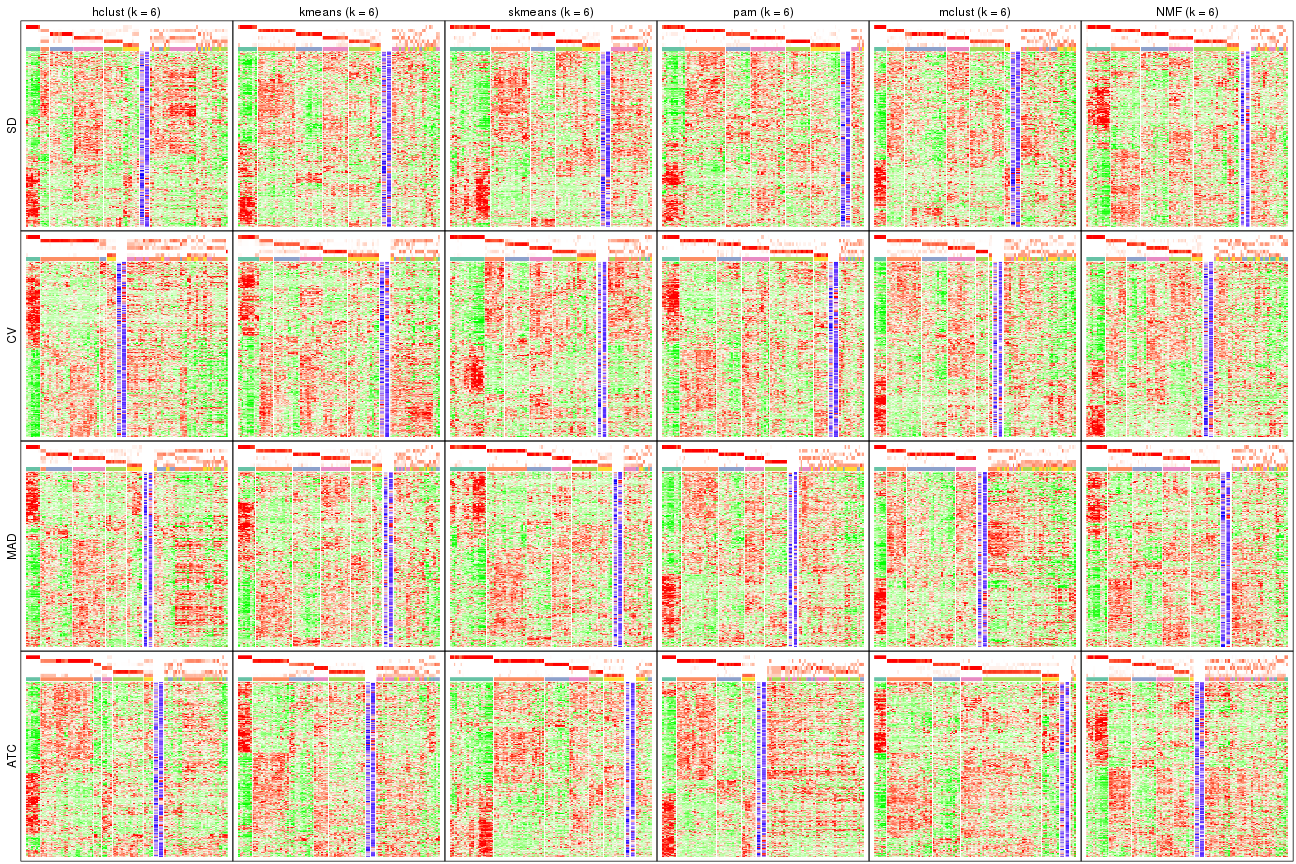 hclust (k = 6) kmeans (k = 6) skmeans (k = 6) pam (k = 6) mclust (k = 6) NMF (k = 6)
SD
CV
MAD
ATC